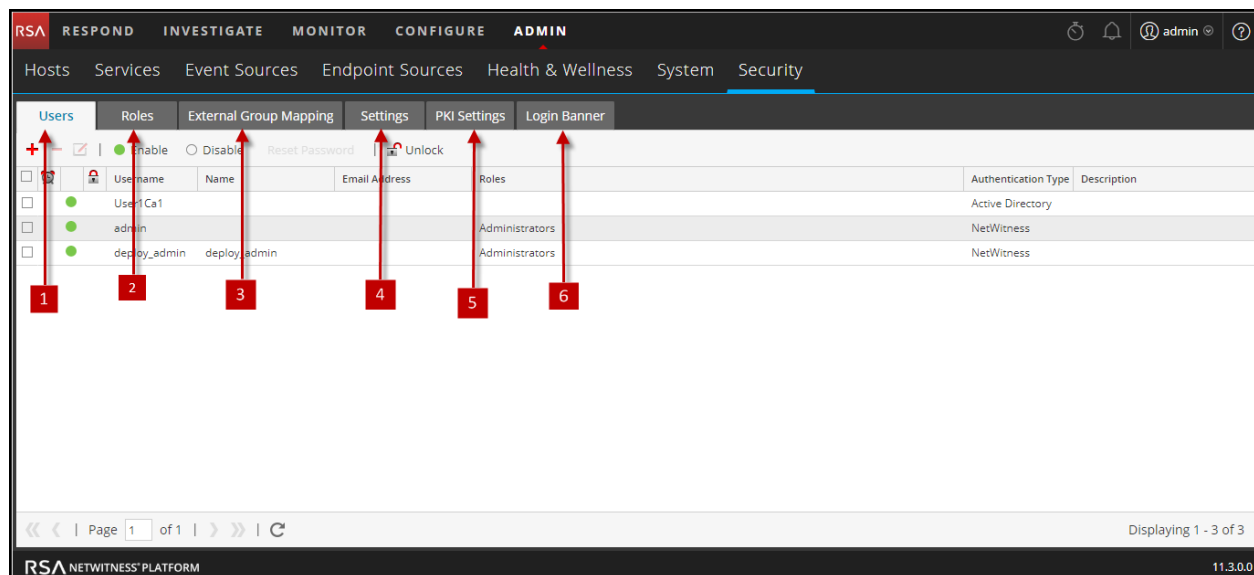 RSA RESPOND INVESTIGATE MONITOR CONFIGURE ADMIN admin ?
Hosts Services Event Sources Endpoint Sources Health & Wellness System Security
Users Roles External Group Mapping Settings PKI Settings Login Banner
Enable Disable Reset Password Unlock
Username Name Email Address Roles Authentication Type Description
User1Ca1 Active Directory
admin Administrators NetWitness
deploy_admin deploy_admin Administrators NetWitness
1 2 3 4 5 6
Page 1 of 1 Displaying 1 - 3 of 3
RSA NETWITNESS® PLATFORM 11.3.0.0